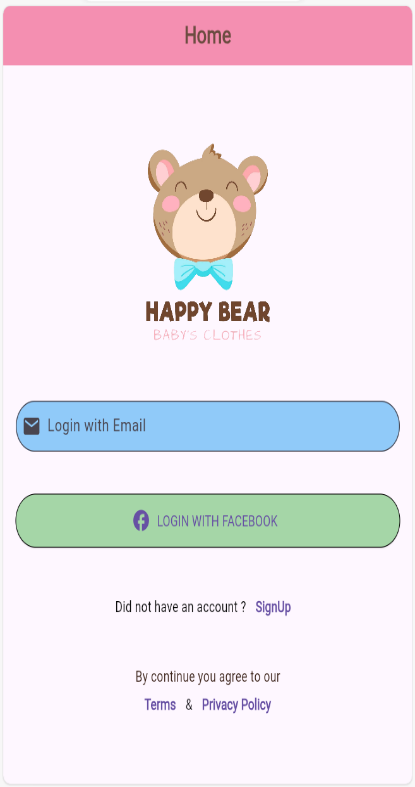 Home
HAPPY BEAR
BABY'S CLOTHES
Login with Email
LOGIN WITH FACEBOOK
Did not have an account ? SignUp
By continue you agree to our
Terms & Privacy Policy